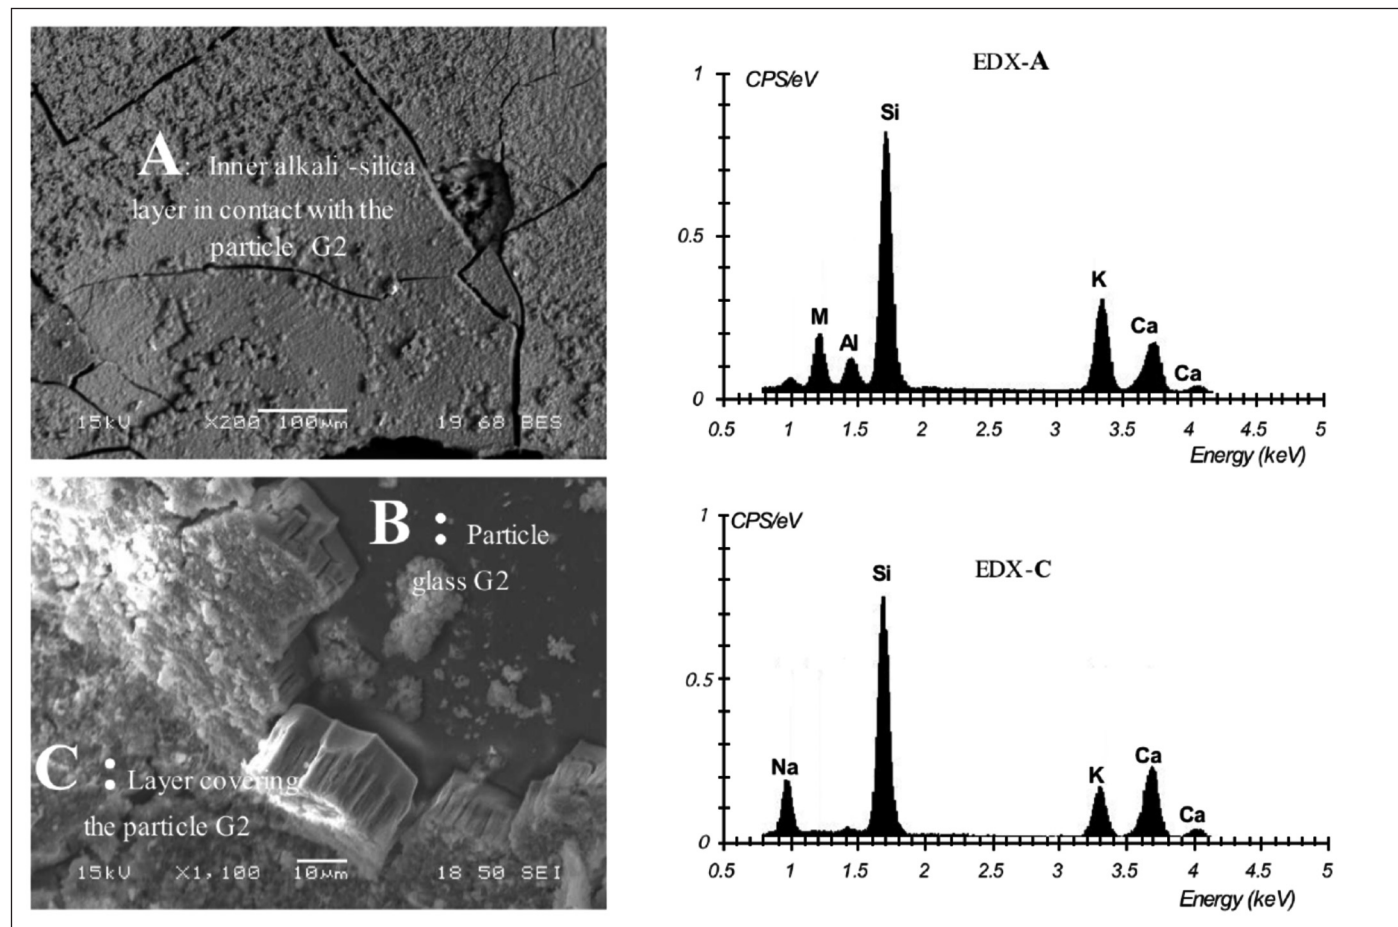 A: Inner alkali -silica
layer in contact with the
particle G2
15kV X200 100μm 19 68 BES
EDX-A
CPS/eV
1
0.5
0
Si
M
Al
K
Ca
Ca
0.5 1 1.5 2 2.5 3 3.5 4 4.5 5
Energy (keV)
B : Particle
glass G2
C : Layer covering
the particle G2
15kV X1,100 10μm 18 50 SEI
EDX-C
CPS/eV
1
0.5
0
Na
Si
K
Ca
Ca
0.5 1 1.5 2 2.5 3 3.5 4 4.5 5
Energy (keV)